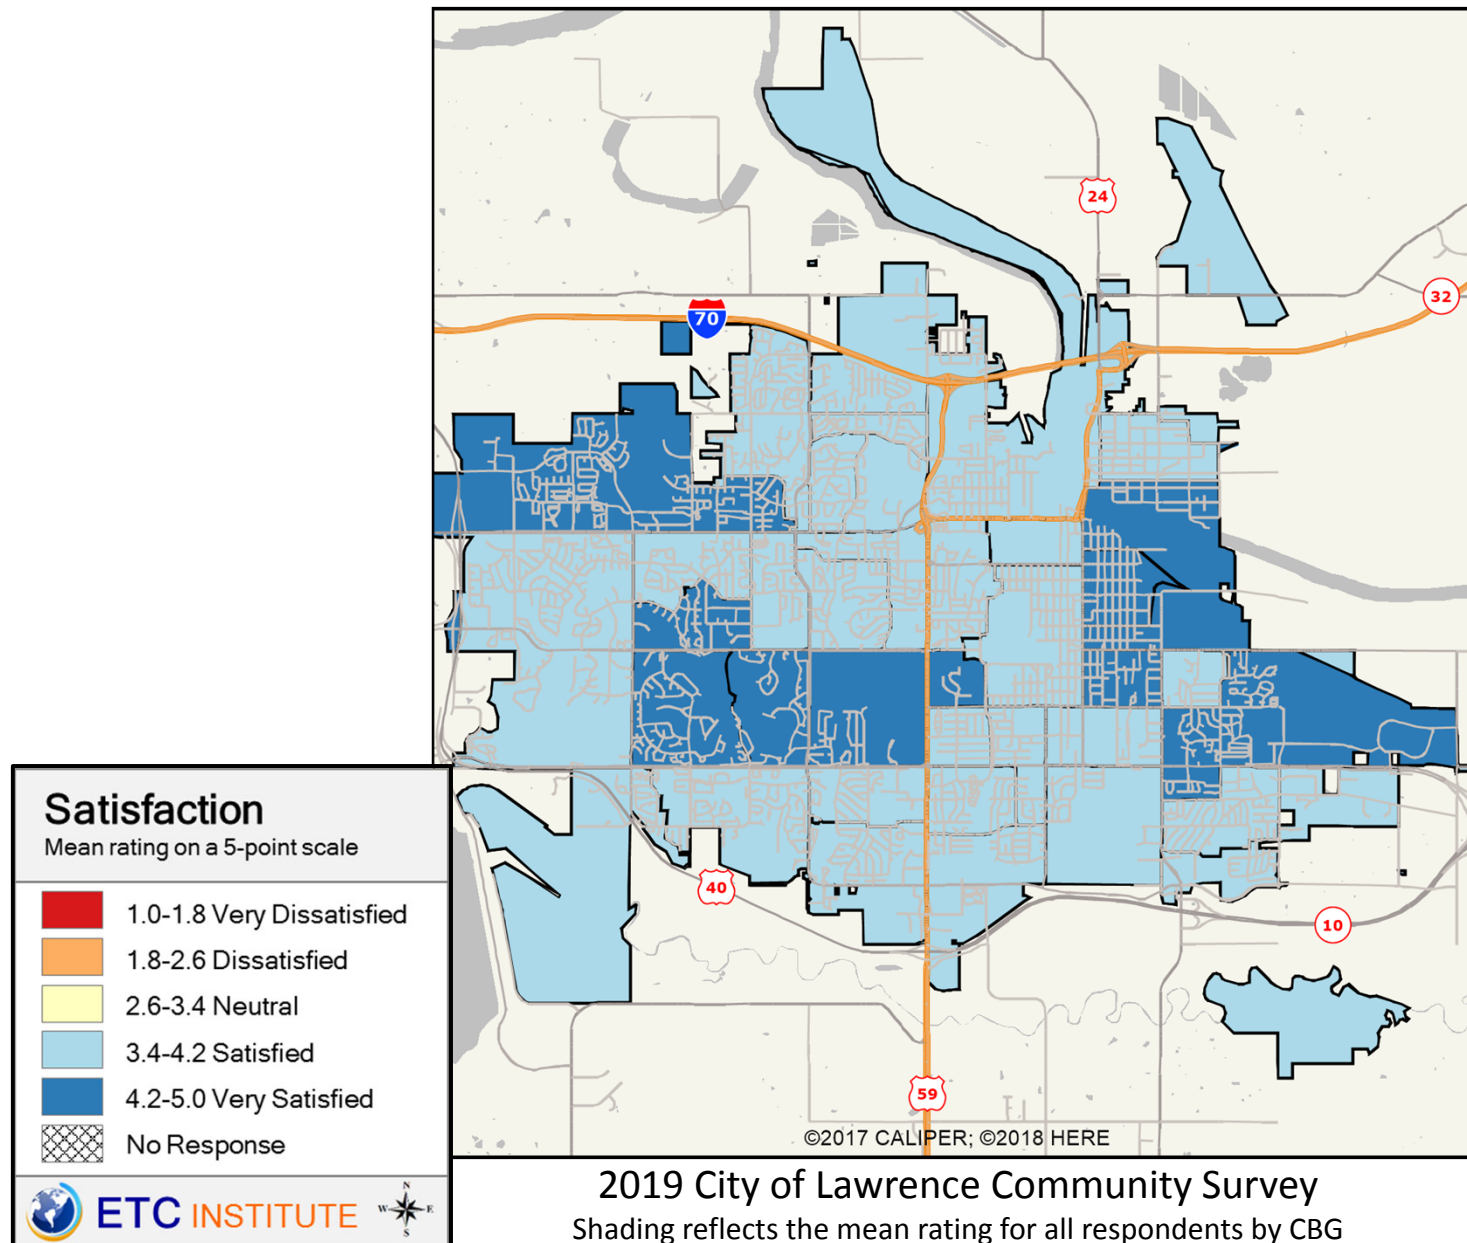 24
32
70
40
10
59
©2017 CALIPER; ©2018 HERE
Satisfaction
Mean rating on a 5-point scale
1.0-1.8 Very Dissatisfied
1.8-2.6 Dissatisfied
2.6-3.4 Neutral
3.4-4.2 Satisfied
4.2-5.0 Very Satisfied
No Response
ETC INSTITUTE
N
W E
S
2019 City of Lawrence Community Survey
Shading reflects the mean rating for all respondents by CBG